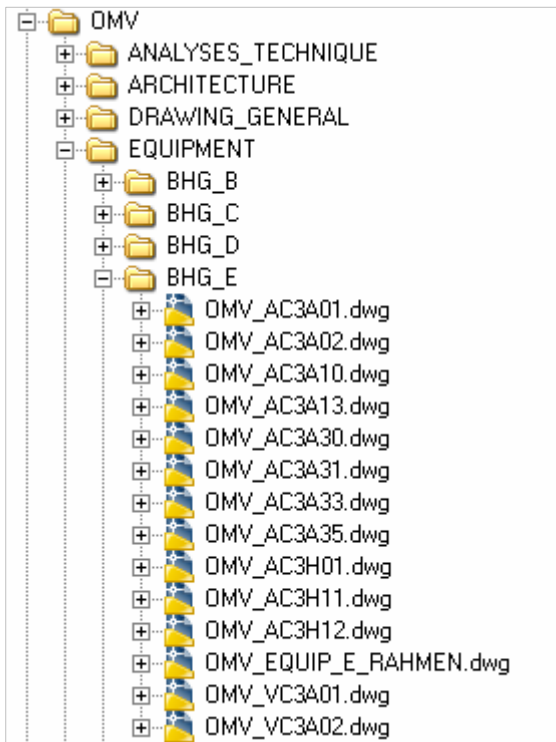 OMV
ANALYSES_TECHNIQUE
ARCHITECTURE
DRAWING_GENERAL
EQUIPMENT
BHG_B
BHG_C
BHG_D
BHG_E
OMV_AC3A01.dwg
OMV_AC3A02.dwg
OMV_AC3A10.dwg
OMV_AC3A13.dwg
OMV_AC3A30.dwg
OMV_AC3A31.dwg
OMV_AC3A33.dwg
OMV_AC3A35.dwg
OMV_AC3H01.dwg
OMV_AC3H11.dwg
OMV_AC3H12.dwg
OMV_EQUIP_E_RAHMEN.dwg
OMV_VC3A01.dwg
OMV_VC3A02.dwg